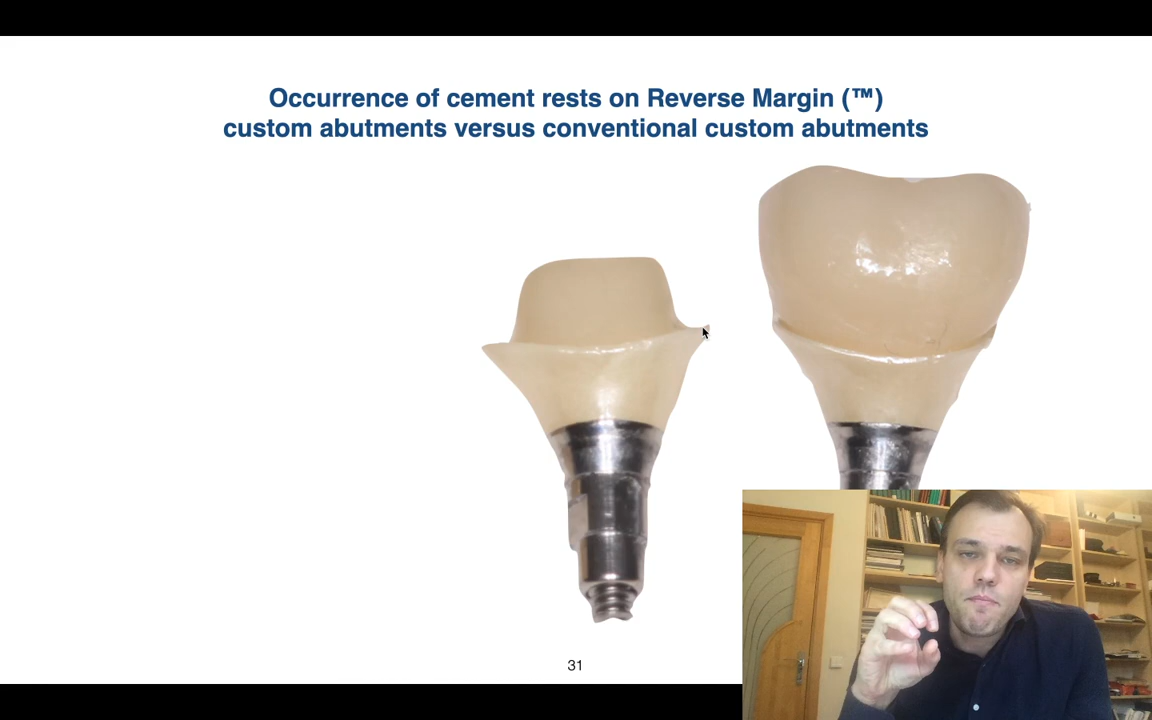 Occurrence of cement rests on Reverse Margin (™)
custom abutments versus conventional custom abutments
31